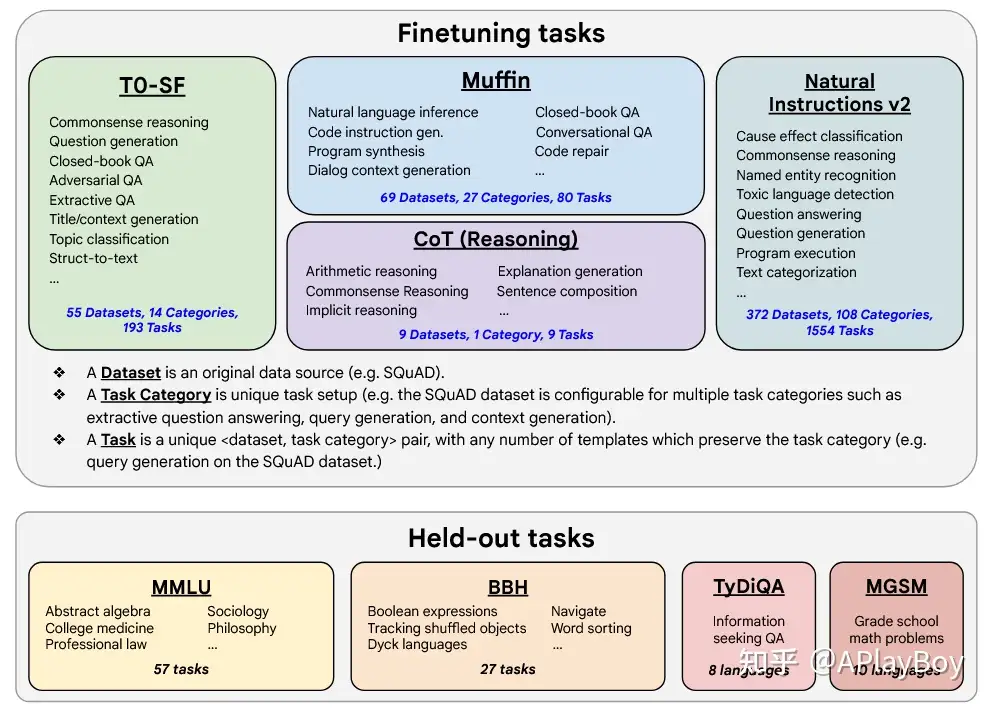 Finetuning tasks
T0-SF
Commonsense reasoning
Question generation
Closed-book QA
Adversarial QA
Extractive QA
Title/context generation
Topic classification
Struct-to-text
...
55 Datasets, 14 Categories,
193 Tasks
Muffin
Natural language inference
Code instruction gen.
Program synthesis
Dialog context generation
Closed-book QA
Conversational QA
Code repair
...
69 Datasets, 27 Categories, 80 Tasks
CoT (Reasoning)
Arithmetic reasoning
Commonsense Reasoning
Implicit reasoning
Explanation generation
Sentence composition
...
9 Datasets, 1 Category, 9 Tasks
Natural
Instructions v2
Cause effect classification
Commonsense reasoning
Named entity recognition
Toxic language detection
Question answering
Question generation
Program execution
Text categorization
...
372 Datasets, 108 Categories,
1554 Tasks
❖ A Dataset is an original data source (e.g. SQuAD).
❖ A Task Category is unique task setup (e.g. the SQuAD dataset is configurable for multiple task categories such as
extractive question answering, query generation, and context generation).
❖ A Task is a unique <dataset, task category> pair, with any number of templates which preserve the task category (e.g.
query generation on the SQuAD dataset.)
Held-out tasks
MMLU
Abstract algebra
College medicine
Professional law
Sociology
Philosophy
...
57 tasks
BBH
Boolean expressions
Tracking shuffled objects
Dyck languages
Navigate
Word sorting
...
27 tasks
TyDiQA
Information
seeking QA
8 languages
MGSM
Grade school
math problems
10 languages
知乎 @APlayBoy